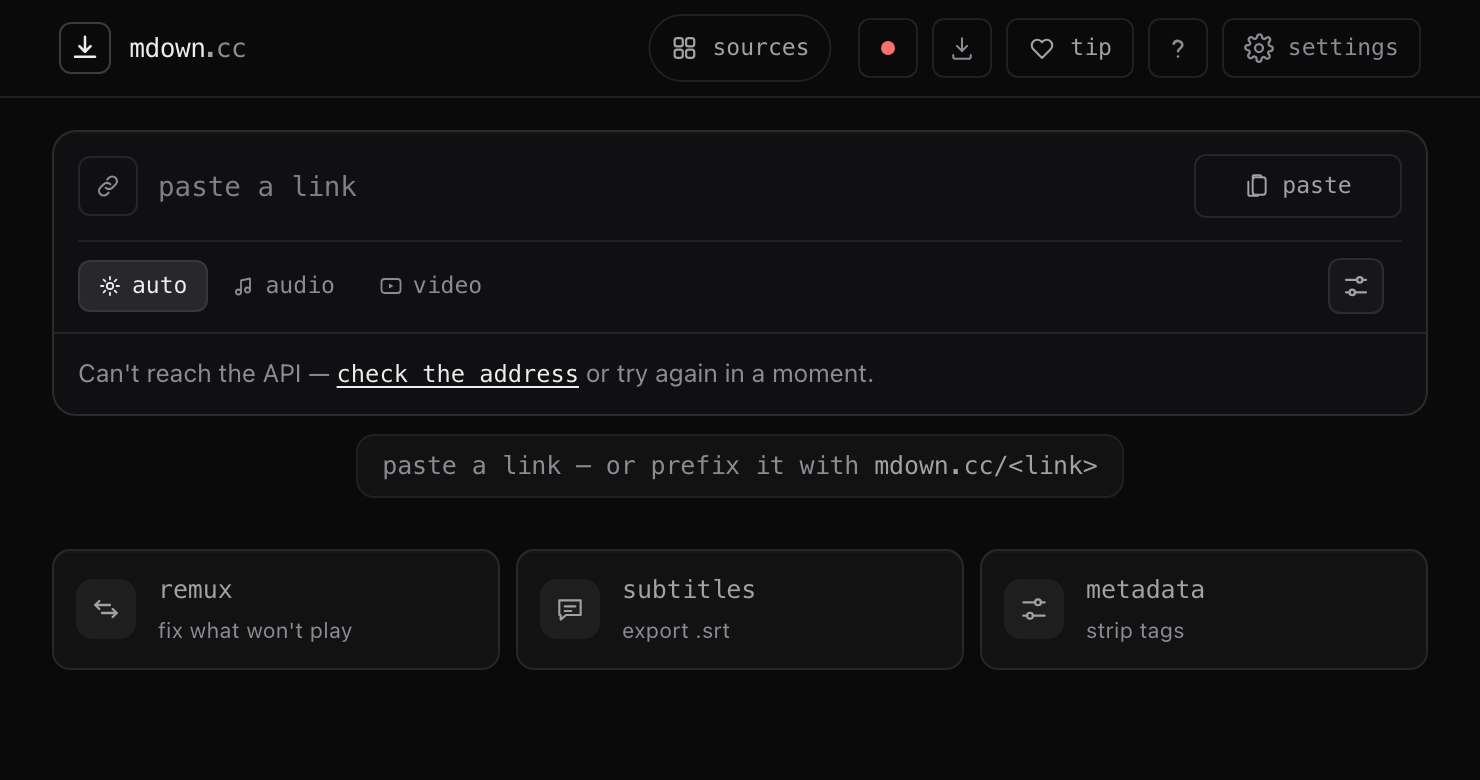 mdown.cc
sources
tip
?
settings
paste a link
paste
auto
audio
video
Can't reach the API — check the address or try again in a moment.
paste a link — or prefix it with mdown.cc/<link>
remux
fix what won't play
subtitles
export .srt
metadata
strip tags